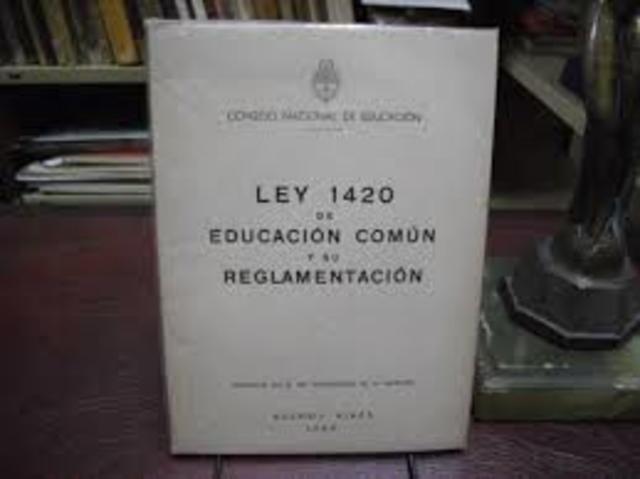 CONSEJO NACIONAL DE EDUCACIÓN
LEY 1420
DE
EDUCACIÓN COMÚN
Y SU
REGLAMENTACIÓN
BUENOS AIRES